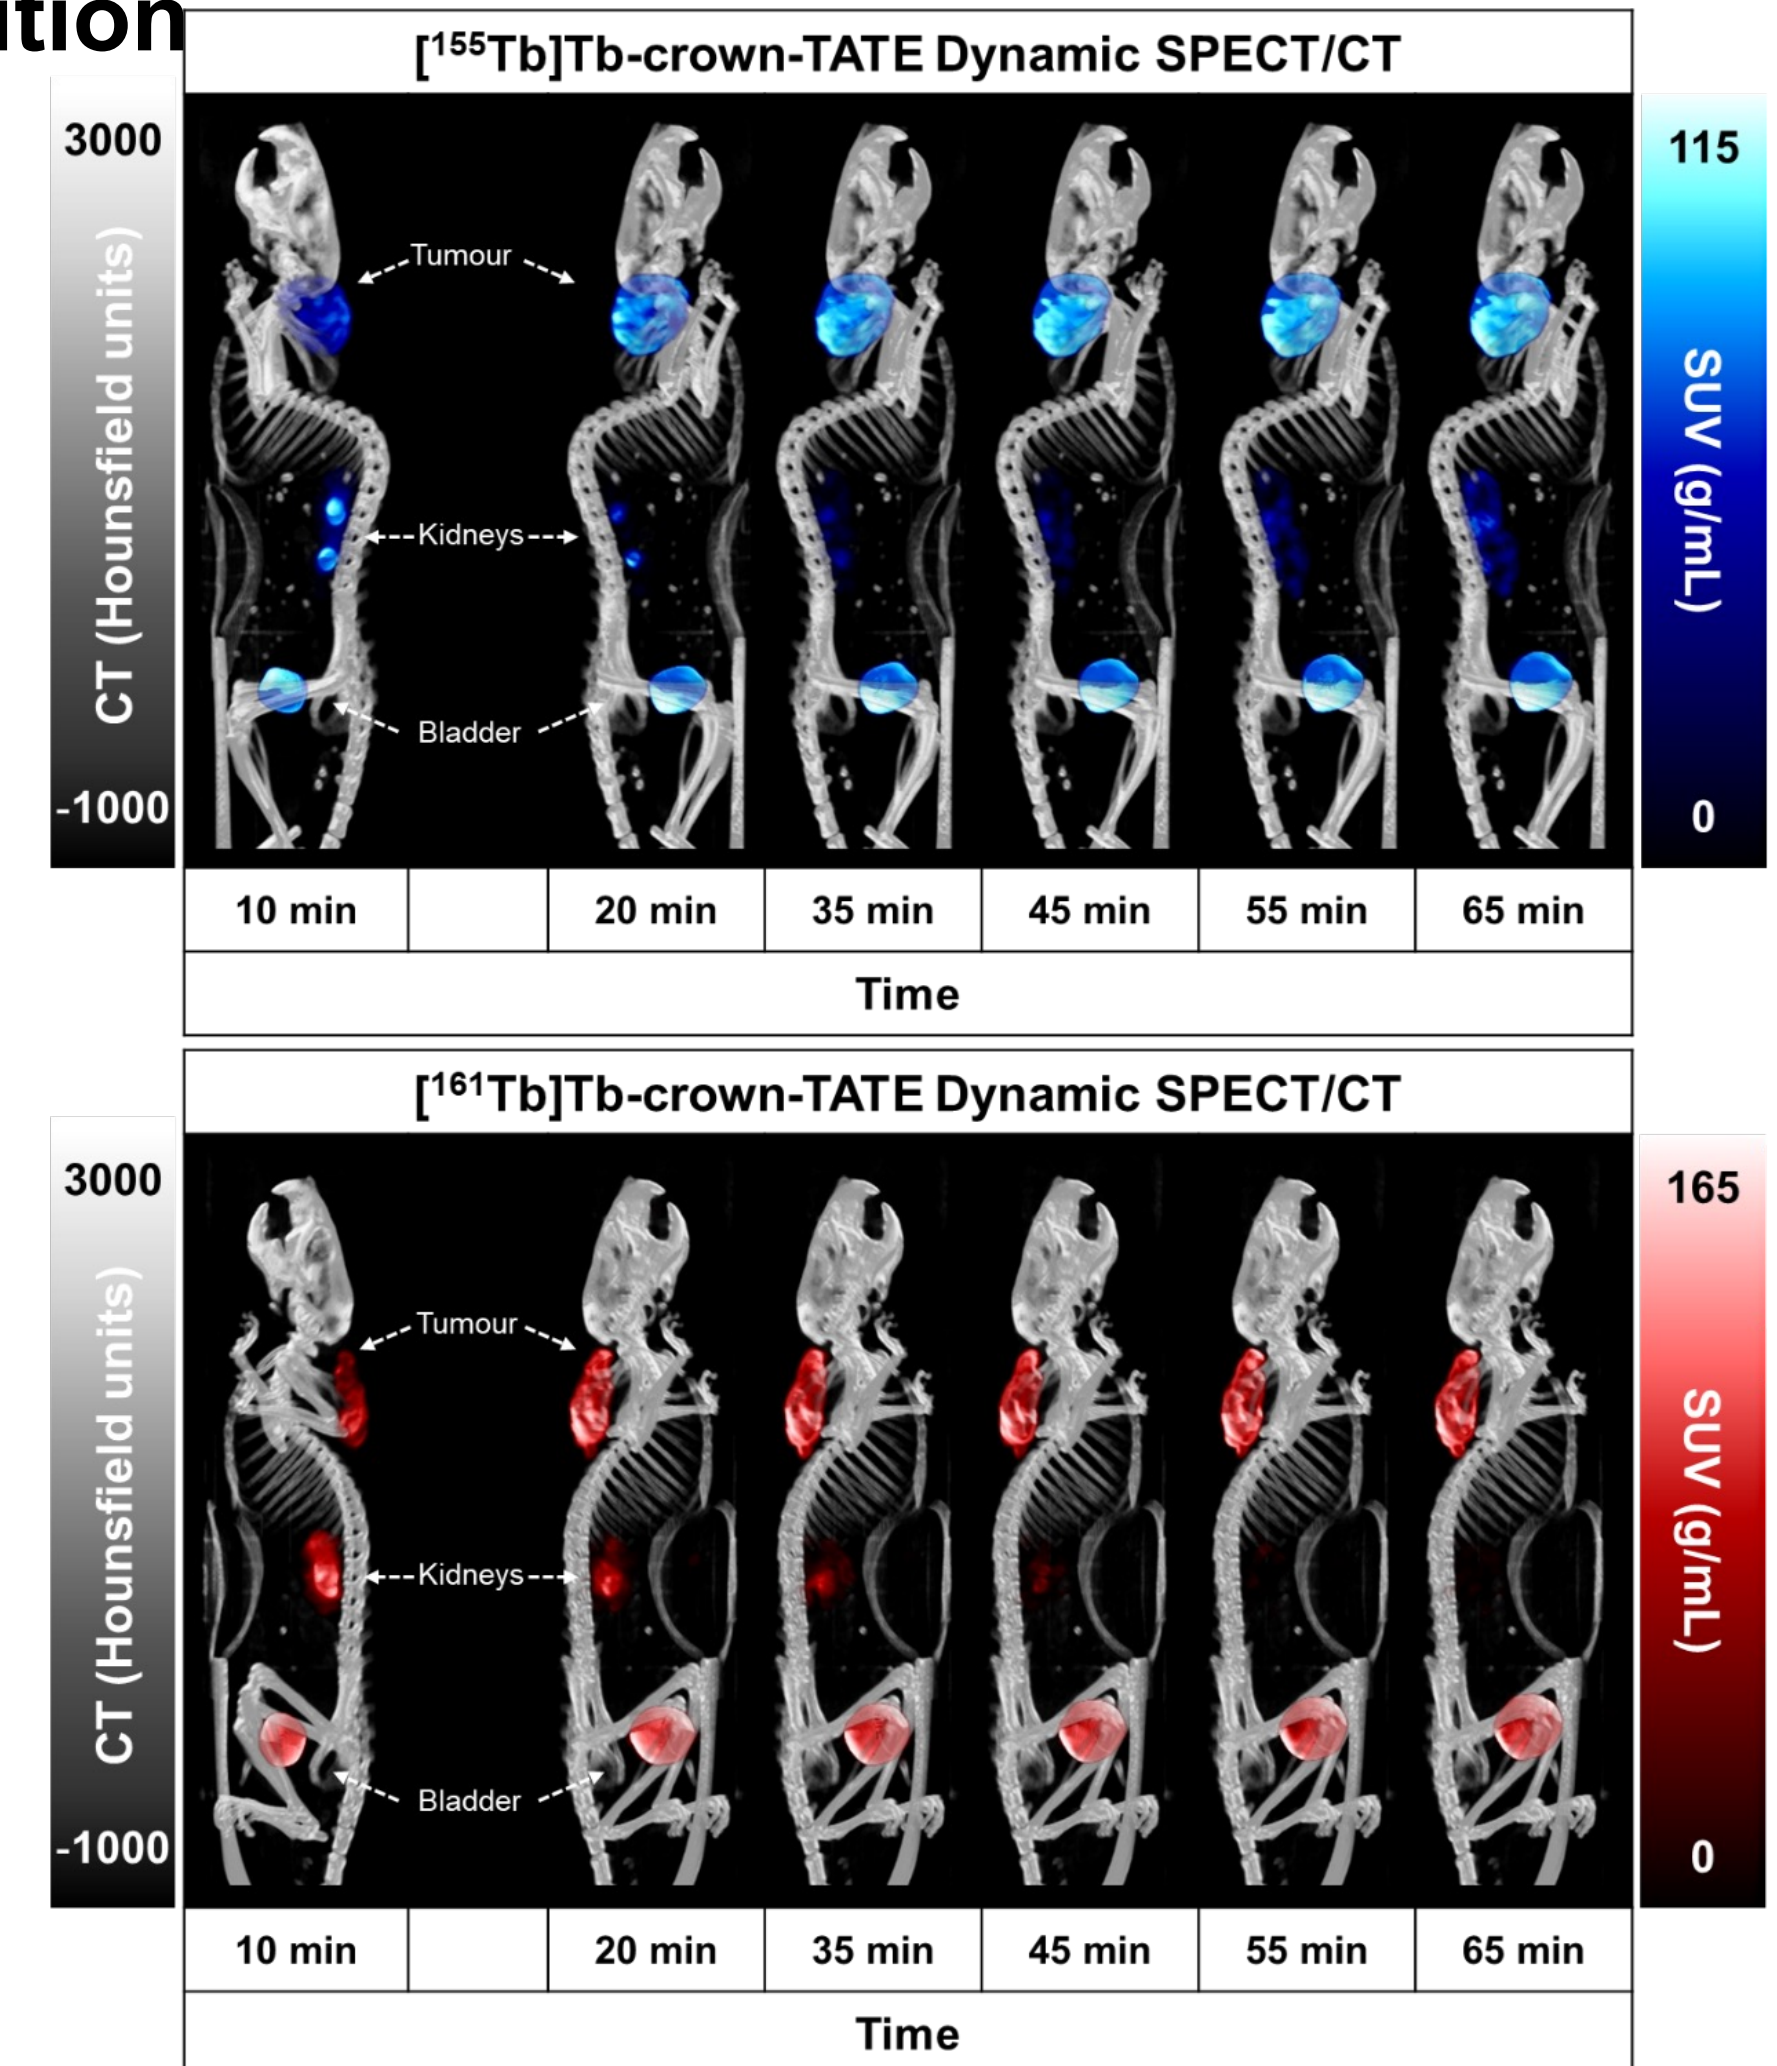 ition
[¹⁵⁵Tb]Tb-crown-TATE Dynamic SPECT/CT
3000
CT (Hounsfield units)
-1000
Tumour
Kidneys
Bladder
115
SUV (g/mL)
0
10 min 20 min 35 min 45 min 55 min 65 min
Time
[¹⁶¹Tb]Tb-crown-TATE Dynamic SPECT/CT
3000
CT (Hounsfield units)
-1000
Tumour
Kidneys
Bladder
165
SUV (g/mL)
0
10 min 20 min 35 min 45 min 55 min 65 min
Time